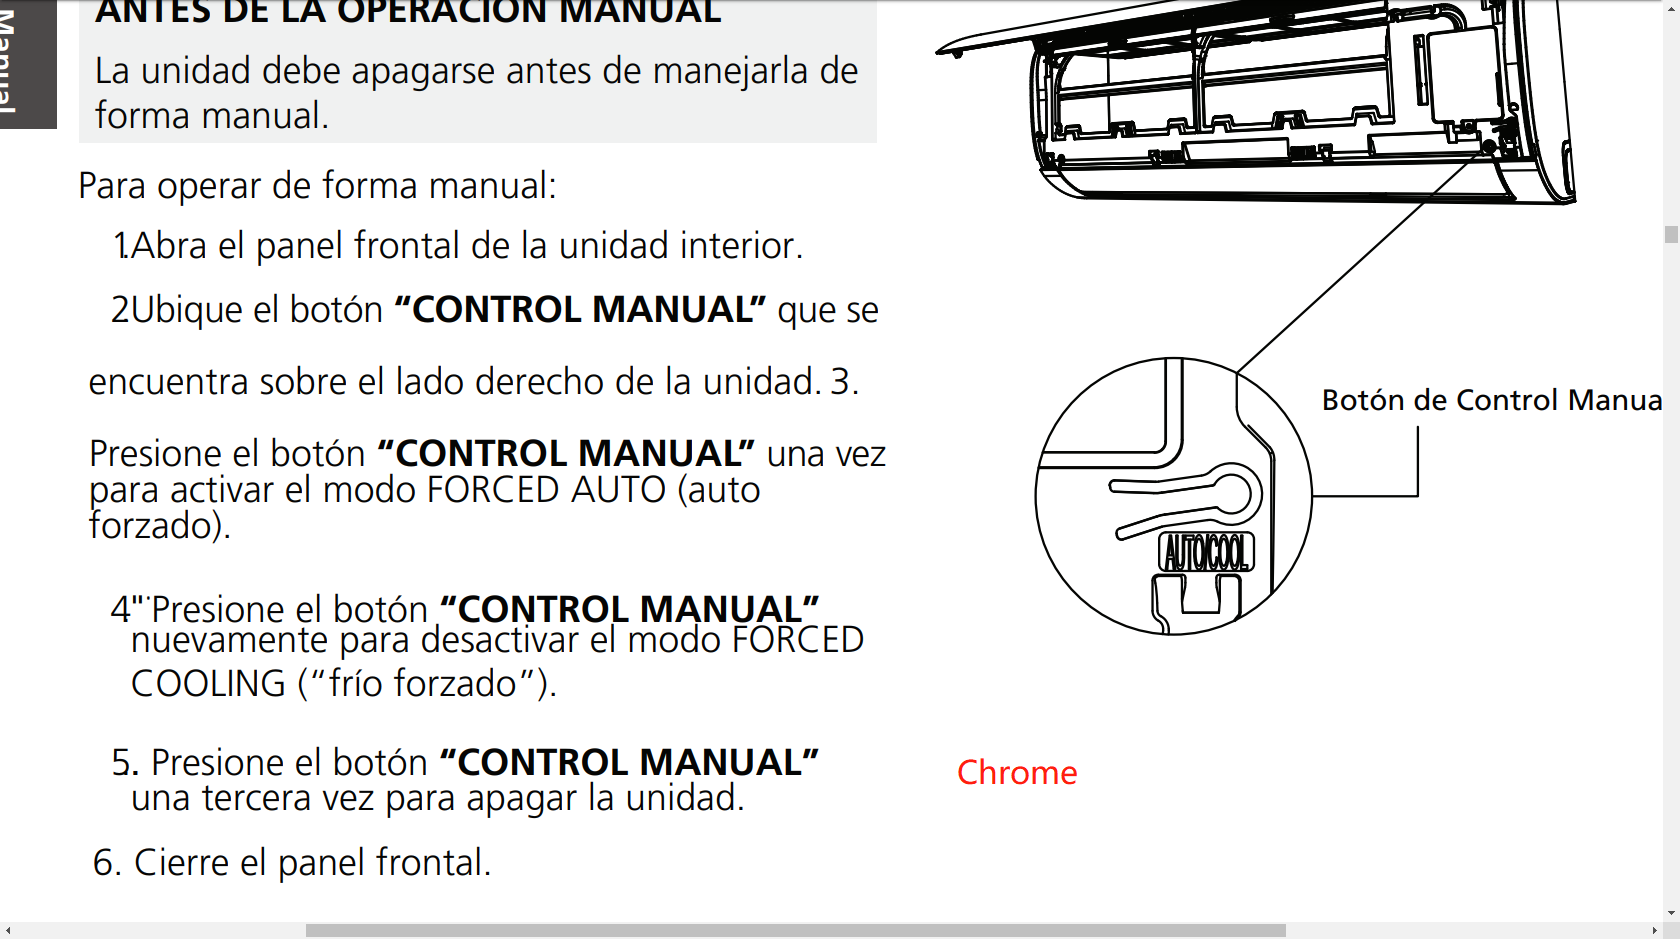 Manual
ANTES DE LA OPERACIÓN MANUAL
La unidad debe apagarse antes de manejarla de
forma manual.
Para operar de forma manual:
1.Abra el panel frontal de la unidad interior.
2Ubique el botón “CONTROL MANUAL” que se
encuentra sobre el lado derecho de la unidad. 3.
Presione el botón “CONTROL MANUAL” una vez
para activar el modo FORCED AUTO (auto
forzado).
4"˙Presione el botón “CONTROL MANUAL”
nuevamente para desactivar el modo FORCED
COOLING (“frío forzado”).
5. Presione el botón “CONTROL MANUAL”
una tercera vez para apagar la unidad.
6. Cierre el panel frontal.
Botón de Control Manua
AUTO/COOL
Chrome